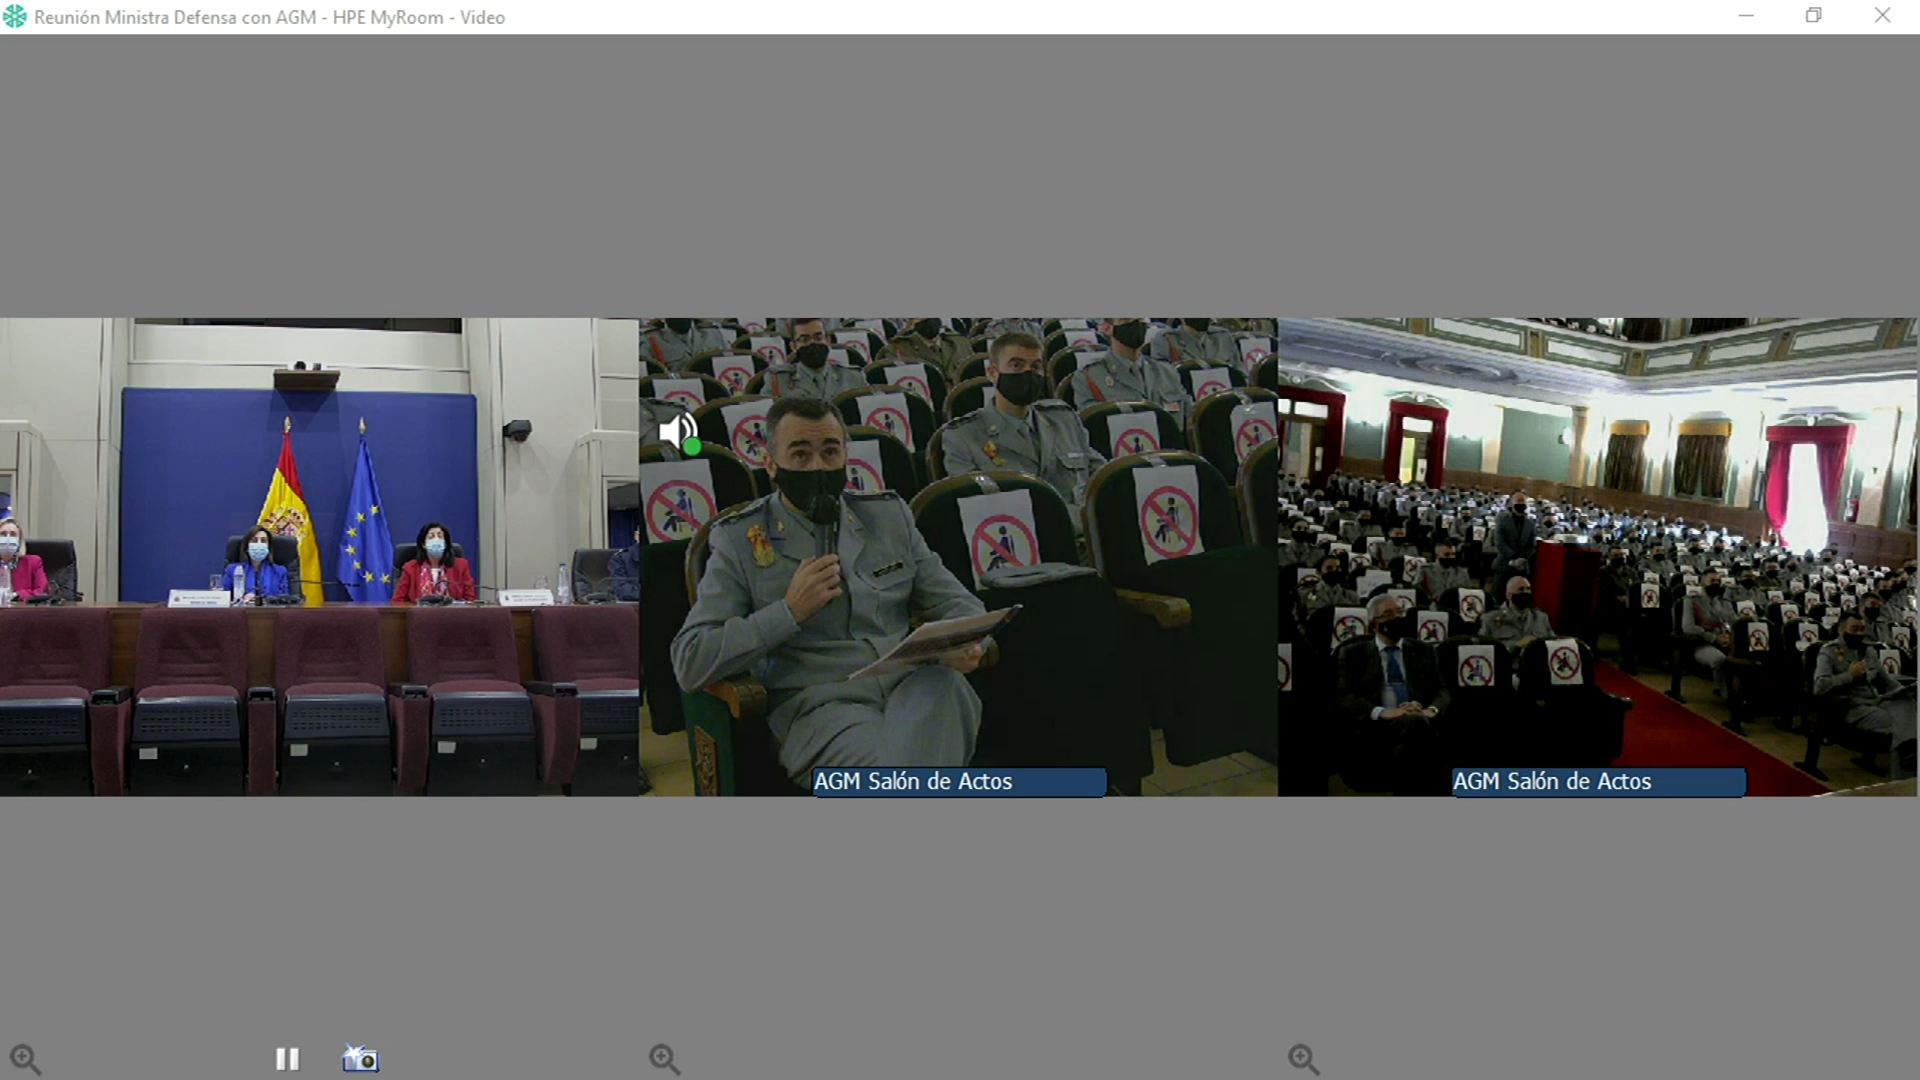 Reunión Ministra Defensa con AGM - HPE MyRoom - Video
AGM Salón de Actos
AGM Salón de Actos